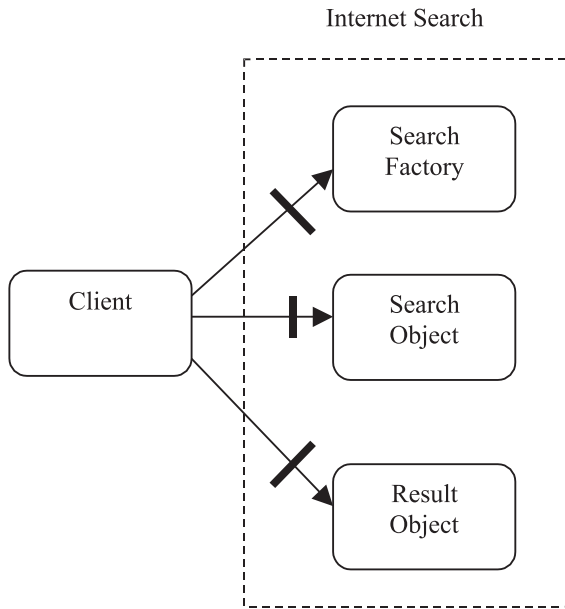 Internet Search
Search
Factory
Client
Search
Object
Result
Object